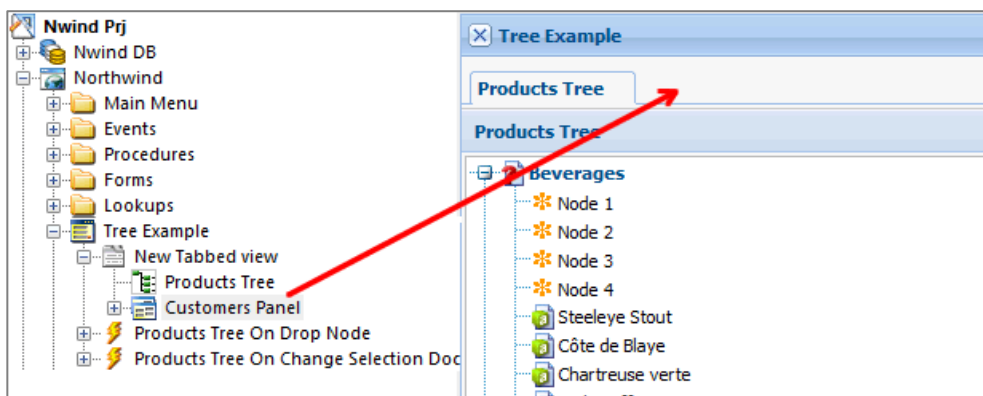 Nwind Prj
Nwind DB
Northwind
Main Menu
Events
Procedures
Forms
Lookups
Tree Example
New Tabbed view
Products Tree
Customers Panel
Products Tree On Drop Node
Products Tree On Change Selection Doc
Tree Example
Products Tree
Products Tree
Beverages
Node 1
Node 2
Node 3
Node 4
Steeleye Stout
Côte de Blaye
Chartreuse verte